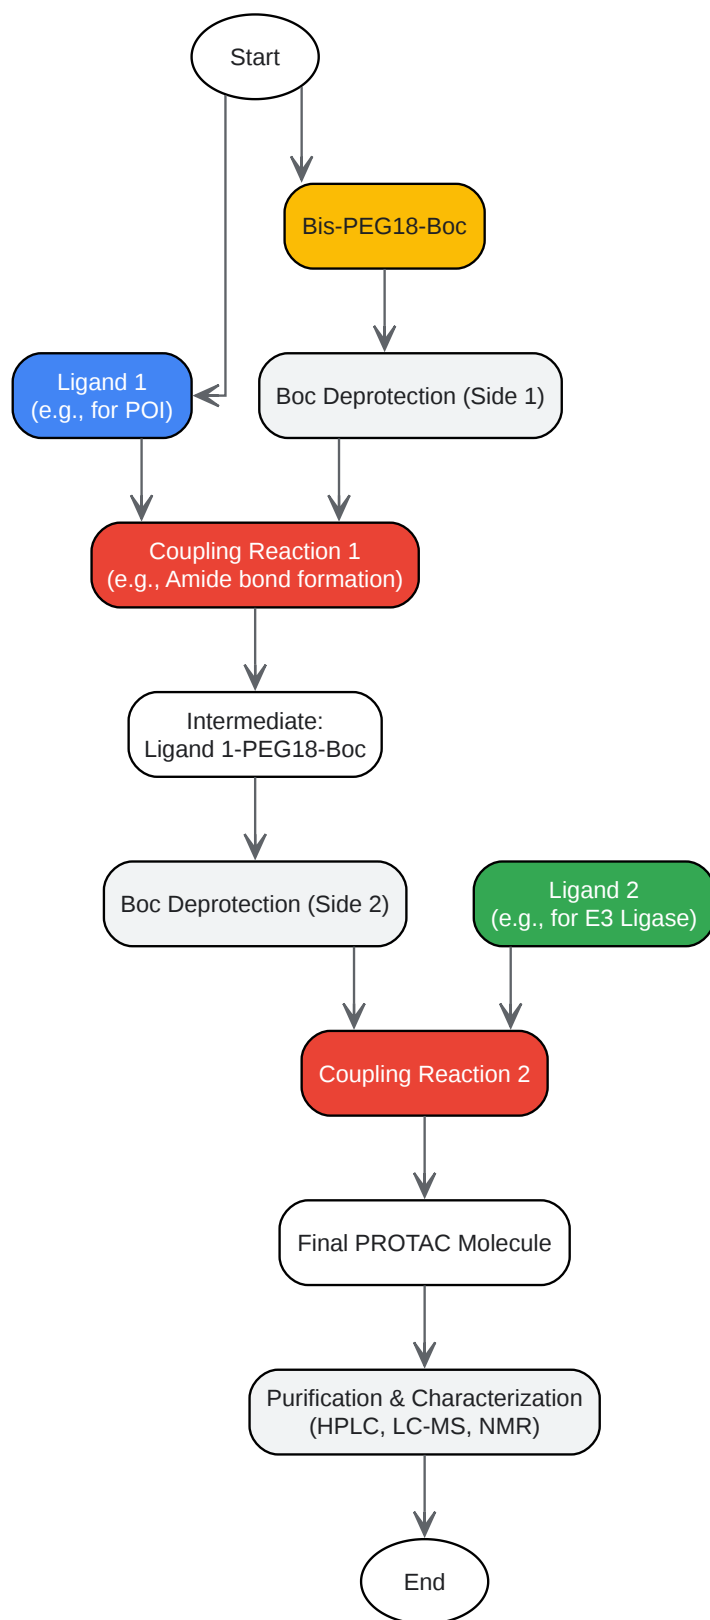 Start
Bis-PEG18-Boc
Ligand 1
(e.g., for POI)
Boc Deprotection (Side 1)
Coupling Reaction 1
(e.g., Amide bond formation)
Intermediate:
Ligand 1-PEG18-Boc
Boc Deprotection (Side 2)
Ligand 2
(e.g., for E3 Ligase)
Coupling Reaction 2
Final PROTAC Molecule
Purification & Characterization
(HPLC, LC-MS, NMR)
End